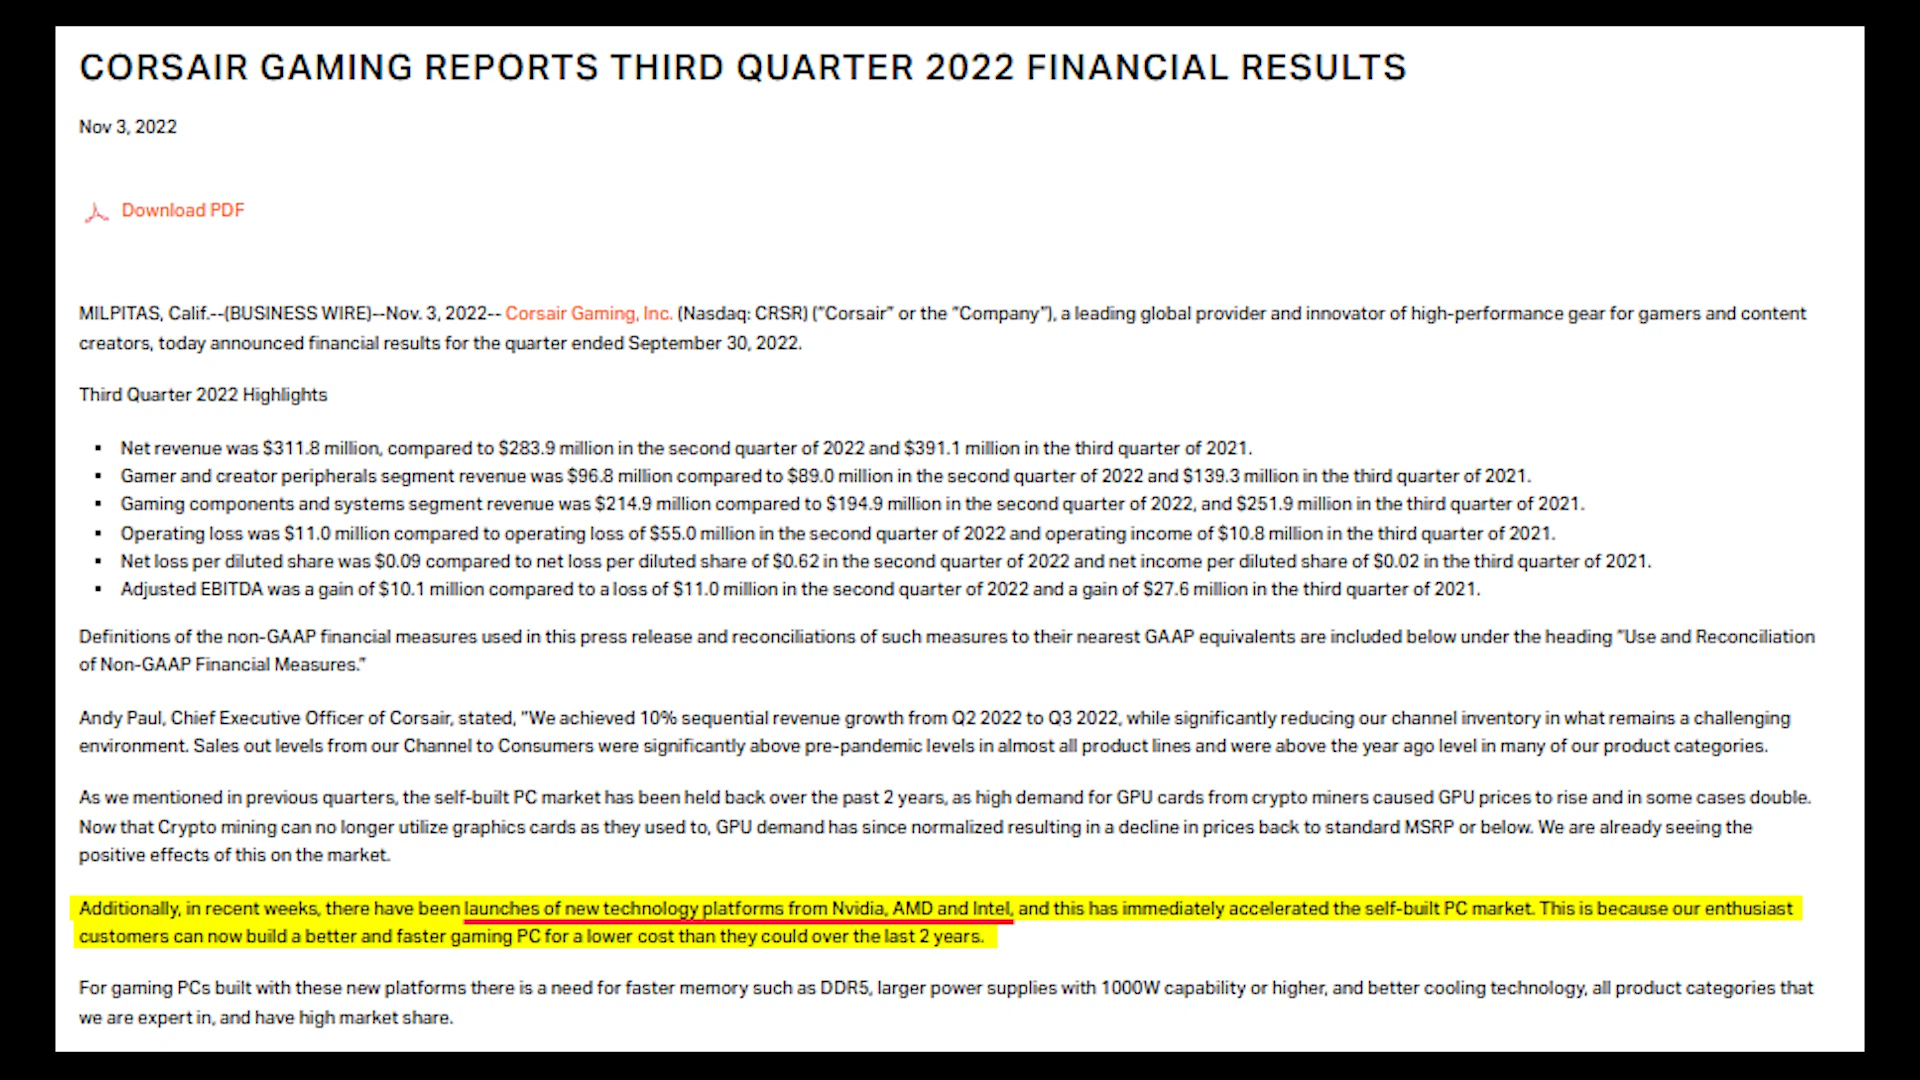 CORSAIR GAMING REPORTS THIRD QUARTER 2022 FINANCIAL RESULTS
Nov 3, 2022
Download PDF
MILPITAS, Calif.--(BUSINESS WIRE)--Nov. 3, 2022-- Corsair Gaming, Inc. (Nasdaq: CRSR) ("Corsair" or the "Company"), a leading global provider and innovator of high-performance gear for gamers and content
creators, today announced financial results for the quarter ended September 30, 2022.
Third Quarter 2022 Highlights
▪ Net revenue was $311.8 million, compared to $283.9 million in the second quarter of 2022 and $391.1 million in the third quarter of 2021.
▪ Gamer and creator peripherals segment revenue was $96.8 million compared to $89.0 million in the second quarter of 2022 and $139.3 million in the third quarter of 2021.
▪ Gaming components and systems segment revenue was $214.9 million compared to $194.9 million in the second quarter of 2022, and $251.9 million in the third quarter of 2021.
▪ Operating loss was $11.0 million compared to operating loss of $55.0 million in the second quarter of 2022 and operating income of $10.8 million in the third quarter of 2021.
▪ Net loss per diluted share was $0.09 compared to net loss per diluted share of $0.62 in the second quarter of 2022 and net income per diluted share of $0.02 in the third quarter of 2021.
▪ Adjusted EBITDA was a gain of $10.1 million compared to a loss of $11.0 million in the second quarter of 2022 and a gain of $27.6 million in the third quarter of 2021.
Definitions of the non-GAAP financial measures used in this press release and reconciliations of such measures to their nearest GAAP equivalents are included below under the heading "Use and Reconciliation
of Non-GAAP Financial Measures."
Andy Paul, Chief Executive Officer of Corsair, stated, "We achieved 10% sequential revenue growth from Q2 2022 to Q3 2022, while significantly reducing our channel inventory in what remains a challenging
environment. Sales out levels from our Channel to Consumers were significantly above pre-pandemic levels in almost all product lines and were above the year ago level in many of our product categories.
As we mentioned in previous quarters, the self-built PC market has been held back over the past 2 years, as high demand for GPU cards from crypto miners caused GPU prices to rise and in some cases double.
Now that Crypto mining can no longer utilize graphics cards as they used to, GPU demand has since normalized resulting in a decline in prices back to standard MSRP or below. We are already seeing the
positive effects of this on the market.
Additionally, in recent weeks, there have been launches of new technology platforms from Nvidia, AMD and Intel, and this has immediately accelerated the self-built PC market. This is because our enthusiast
customers can now build a better and faster gaming PC for a lower cost than they could over the last 2 years.
For gaming PCs built with these new platforms there is a need for faster memory such as DDR5, larger power supplies with 1000W capability or higher, and better cooling technology, all product categories that
we are expert in, and have high market share.